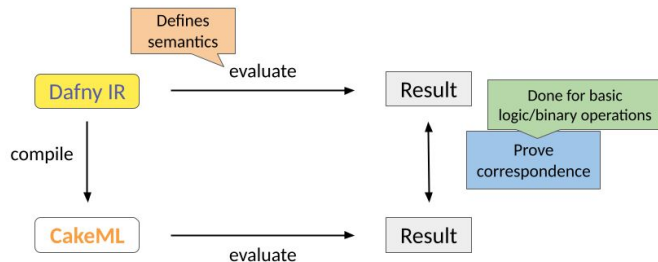 Defines
semantics
evaluate
Dafny IR
Result
Done for basic
logic/binary operations
compile
Prove
correspondence
CakeML
Result
evaluate